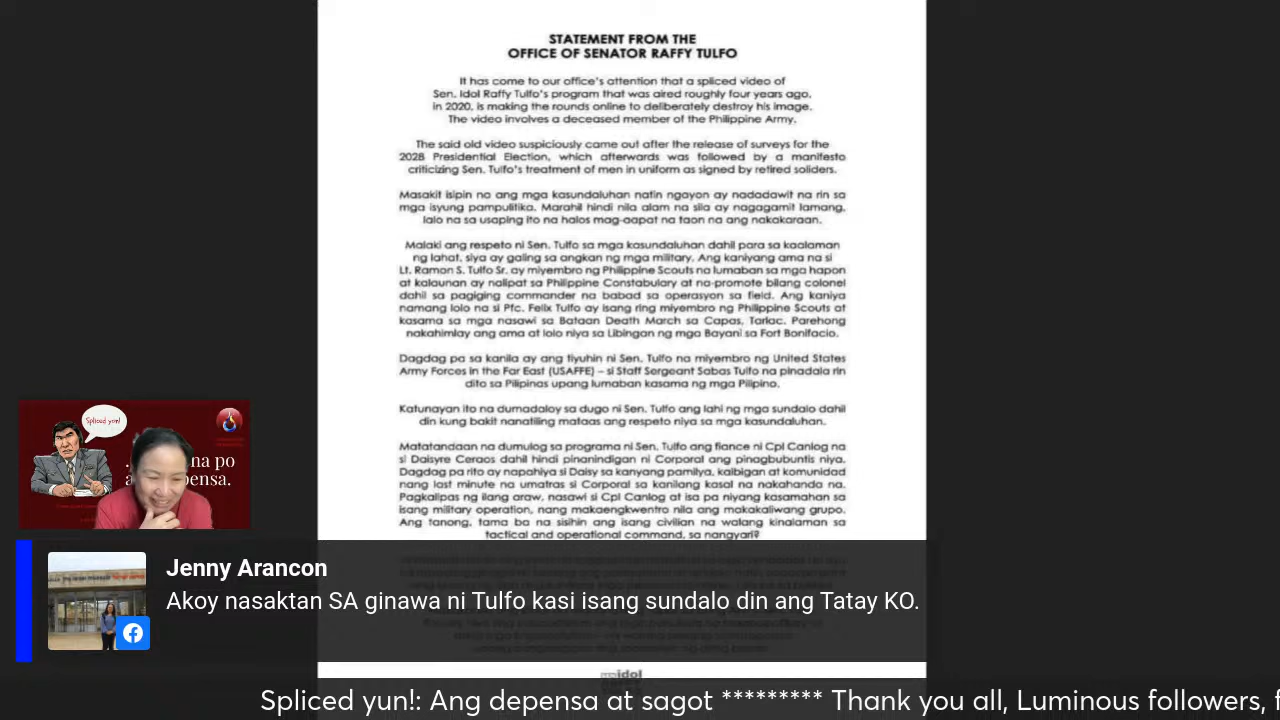 STATEMENT FROM THE
OFFICE OF SENATOR RAFFY TULFO
It has come to our office's attention that a spliced video of
Sen. Idol Raffy Tulfo's program that was aired roughly four years ago,
in 2020, is making the rounds online to deliberately destroy his image.
The video involves a deceased member of the Philippine Army.
The said old video suspiciously came out after the release of surveys for the
2028 Presidential Election, which afterwards was followed by a manifesto
criticizing Sen. Tulfo's treatment of men in uniform as signed by retired soliders.
Masakit isipin na ang mga kasundaluhan natin ngayon ay nadadawit na rin sa
mga isyung pampulitika. Marahil hindi nila alam na sila ay nagagamit lamang,
lalo na sa usaping ito na halos mag-aapat na taon na ang nakakaraan.
Malaki ang respeto ni Sen. Tulfo sa mga kasundaluhan dahil para sa kaalaman
ng lahat, siya ay galing sa angkan ng mga military. Ang kaniyang ama na si
Lt. Ramon S. Tulfo Sr. ay miyembro ng Philippine Scouts na lumaban sa mga hapon
at kalaunan ay nalipat sa Philippine Constabulary at na-promote bilang colonel
dahil sa pagiging commander na babad sa operasyon sa field. Ang kaniya
namang lolo na si Pfc. Felix Tulfo ay isang ring miyembro ng Philippine Scouts at
kasama sa mga nasawi sa Bataan Death March sa Capas, Tarlac. Parehong
nakahimlay ang ama at lolo niya sa Libingan ng mga Bayani sa Fort Bonifacio.
Dagdag pa sa kanila ay ang tiyuhin ni Sen. Tulfo na miyembro ng United States
Army Forces in the Far East (USAFFE) – si Staff Sergeant Sabas Tulfo na pinadala rin
dito sa Pilipinas upang lumaban kasama ng mga Pilipino.
Katunayan ito na dumadaloy sa dugo ni Sen. Tulfo ang lahi ng mga sundalo dahil
din kung bakit nanatiling mataas ang respeto niya sa mga kasundaluhan.
Matatandaan na dumulog sa programa ni Sen. Tulfo ang fiance ni Cpl Canlog na
si Daisyre Ceraos dahil hindi pinanindigan ni Corporal ang pinagbubuntis niya.
Dagdag pa rito ay napahiya si Daisy sa kanyang pamilya, kaibigan at komunidad
nang last minute na umatras si Corporal sa kanilang kasal na nakahanda na.
Pagkalipas ng ilang araw, nasawi si Cpl Canlog at isa pa niyang kasamahan sa
isang military operation, nang makaengkwentro nila ang makakaliwang grupo.
Ang tanong, tama ba na sisihin ang isang civilian na walang kinalaman sa
tactical and operational command, sa nangyari?
Spliced yun!
na po
pensa.
Jenny Arancon
Akoy nasaktan SA ginawa ni Tulfo kasi isang sundalo din ang Tatay KO.
idol
Spliced yun!: Ang depensa at sagot ********* Thank you all, Luminous followers, f